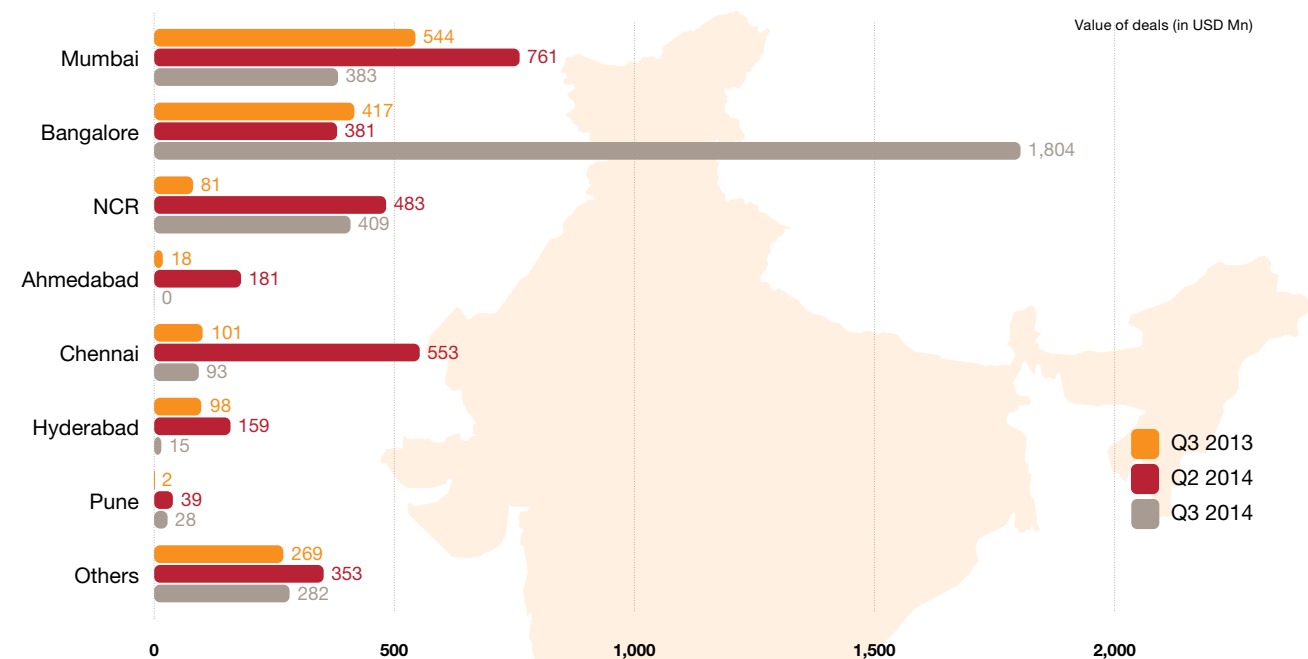 Value of deals (in USD Mn)
Mumbai
544
761
383
Bangalore
417
381
1,804
NCR
81
483
409
Ahmedabad
18
181
0
Chennai
101
553
93
Hyderabad
98
159
15
Pune
2
39
28
Others
269
353
282
Q3 2013
Q2 2014
Q3 2014
0 500 1,000 1,500 2,000